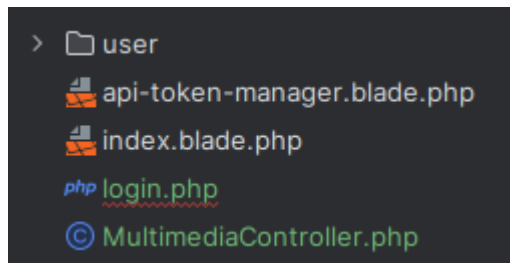 user
api-token-manager.blade.php
index.blade.php
php login.php
© MultimediaController.php